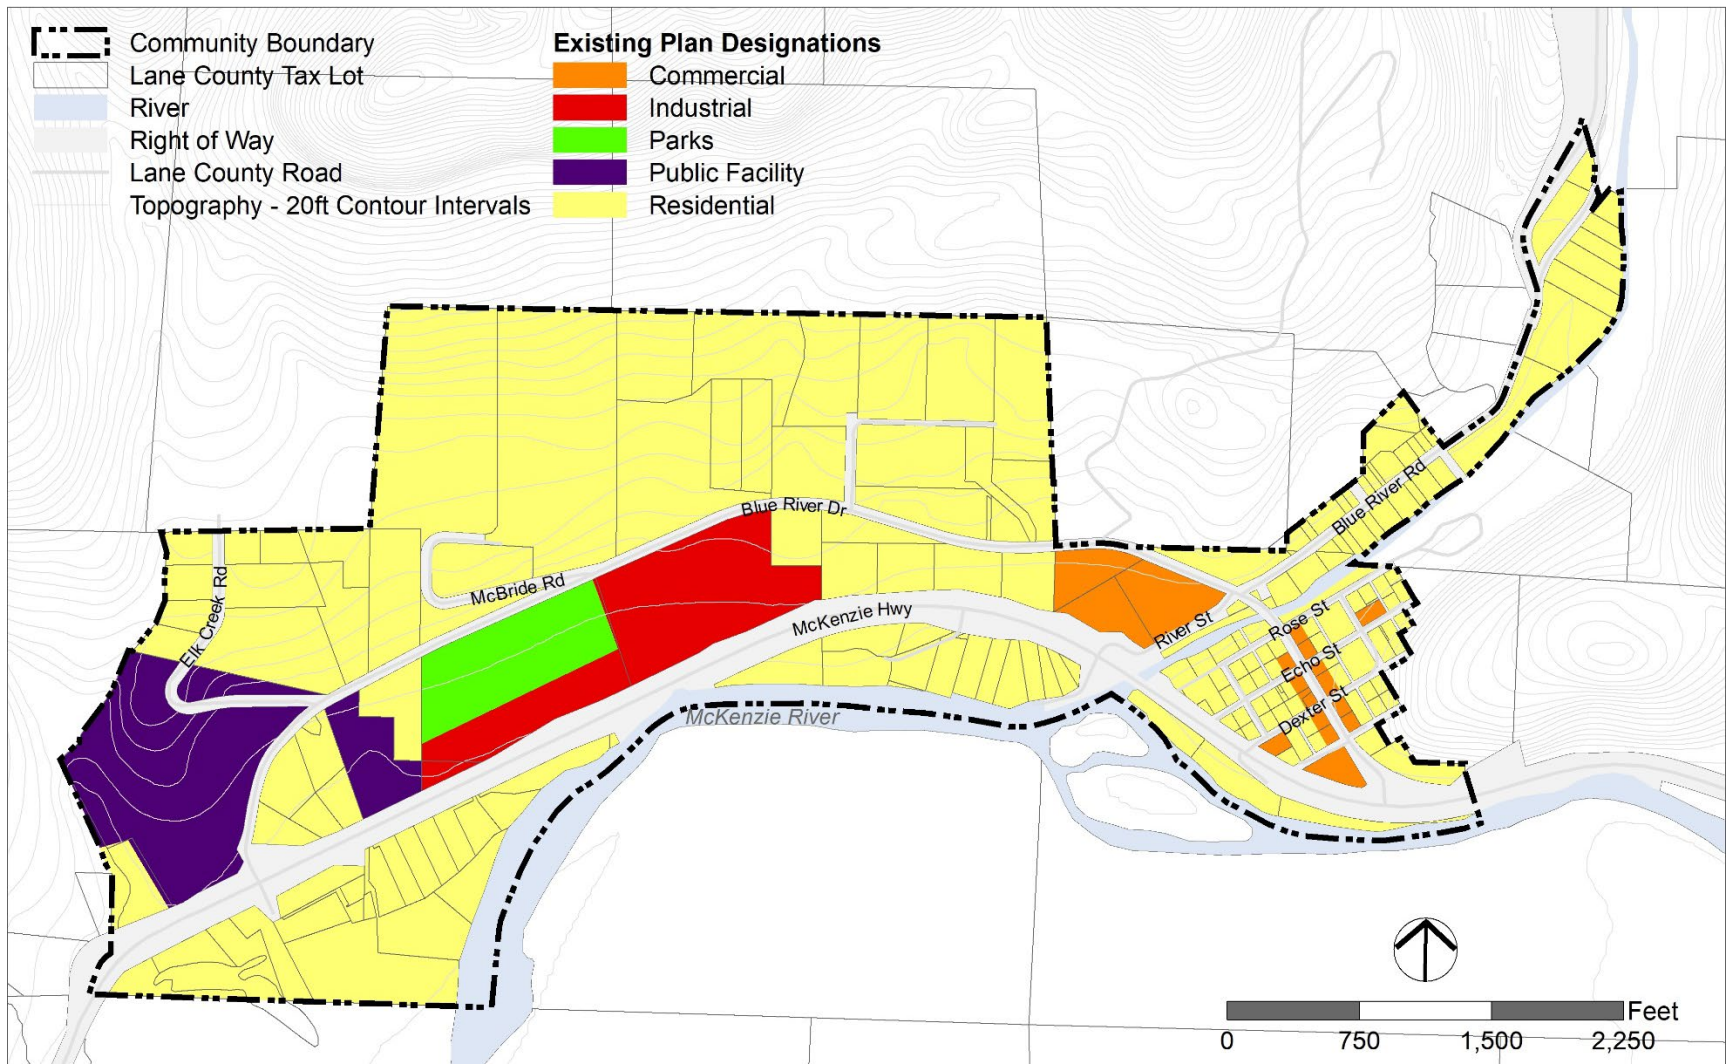 Community Boundary
Lane County Tax Lot
River
Right of Way
Lane County Road
Topography - 20ft Contour Intervals
Existing Plan Designations
Commercial
Industrial
Parks
Public Facility
Residential
Blue River Rd
Blue River Dr
McBride Rd
Elk Creek Rd
McKenzie Hwy
River St
Rose St
Echo St
Dexter St
McKenzie River
Feet
0 750 1,500 2,250